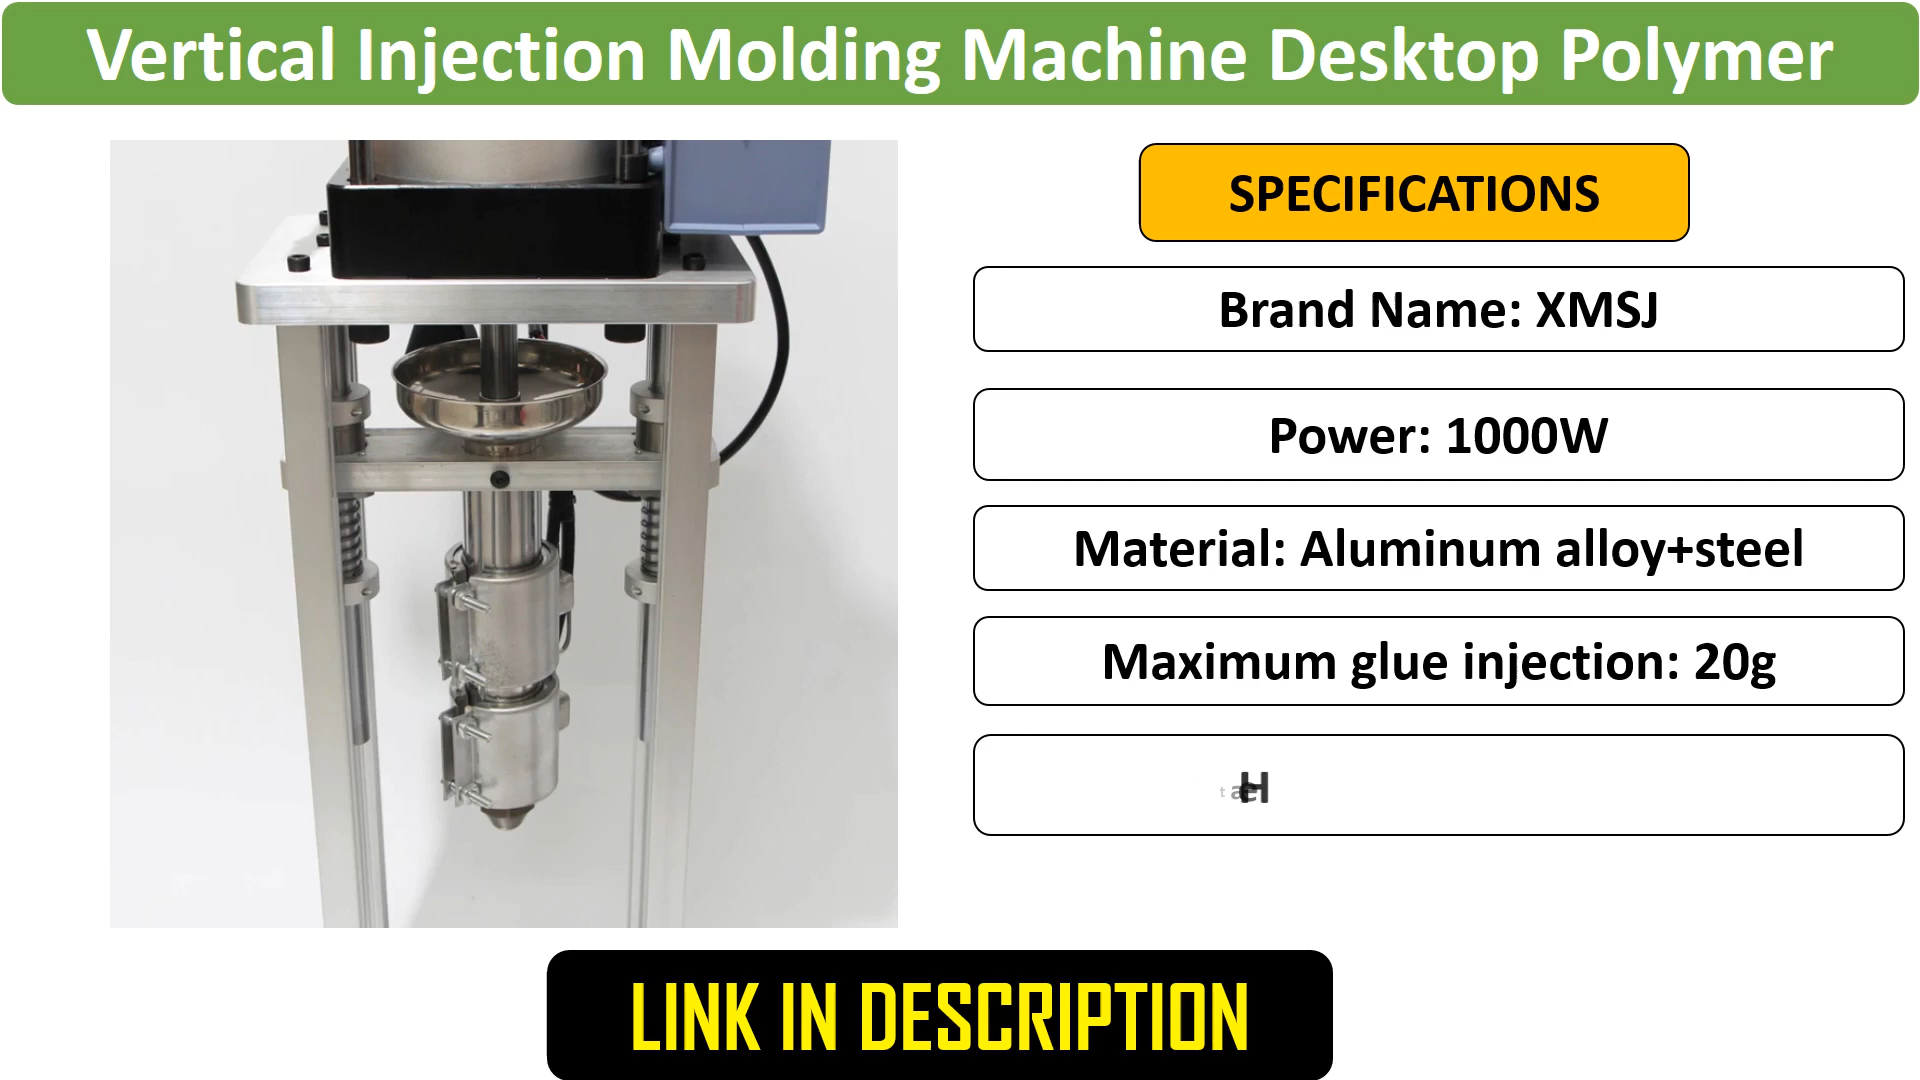 Vertical Injection Molding Machine Desktop Polymer
SPECIFICATIONS
Brand Name: XMSJ
Power: 1000W
Material: Aluminum alloy+steel
Maximum glue injection: 20g
LINK IN DESCRIPTION